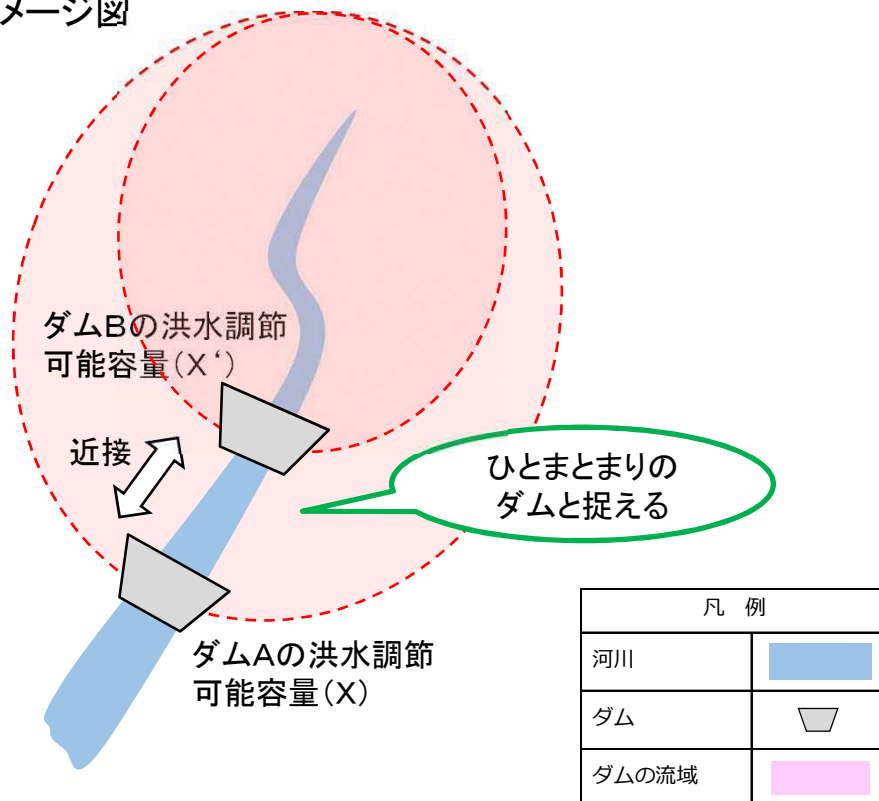 メージ図
ダムBの洪水調節
可能容量(X‘)
近接
ひとまとまりの
ダムと捉える
ダムAの洪水調節
可能容量(X)
凡 例
河川
ダム
ダムの流域